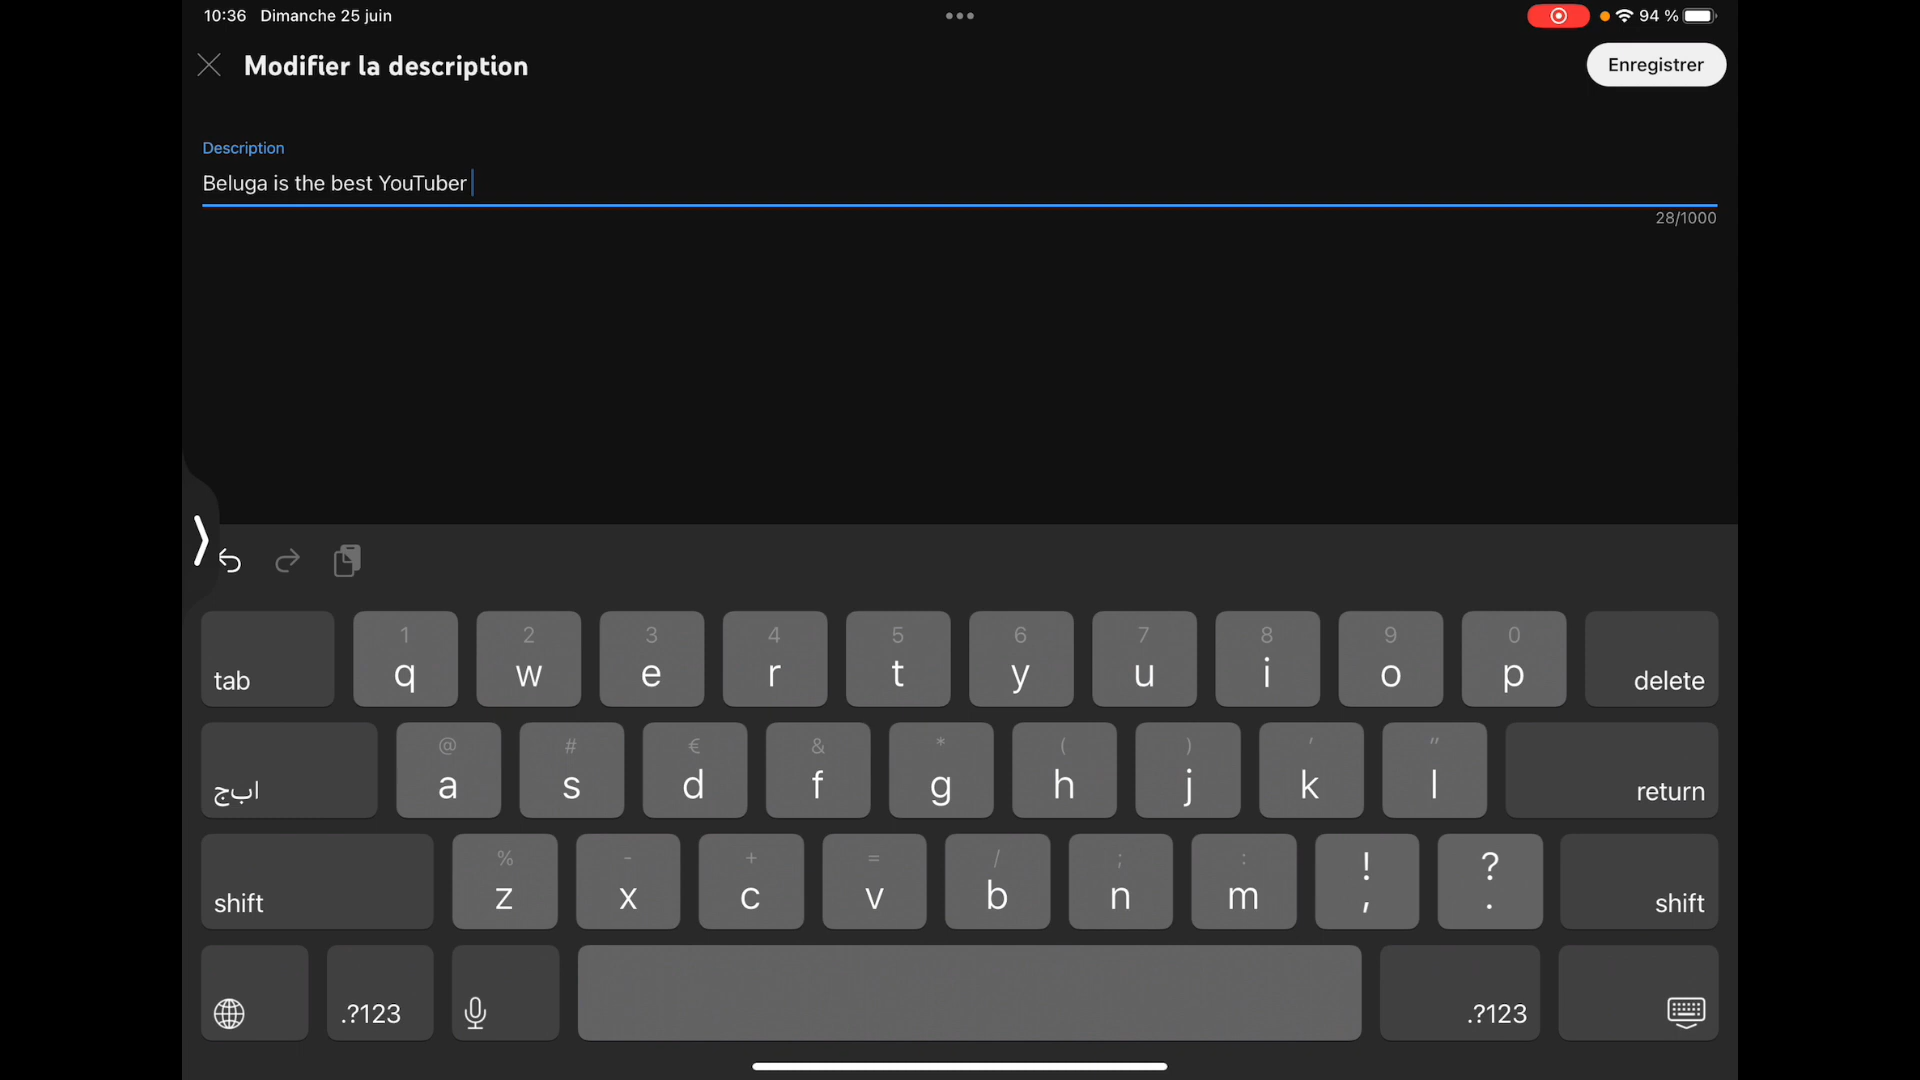 10:36 Dimanche 25 juin
94 %
Modifier la description
Enregistrer
Description
Beluga is the best YouTuber
28/1000
tab
1 2 3 4 5 6 7 8 9 0
q w e r t y u i o p
delete
ابج
@ # € & * ( ) ' "
a s d f g h j k l
return
shift
% - + = / ; : ! ?
z x c v b n m , .
shift
.?123
.?123